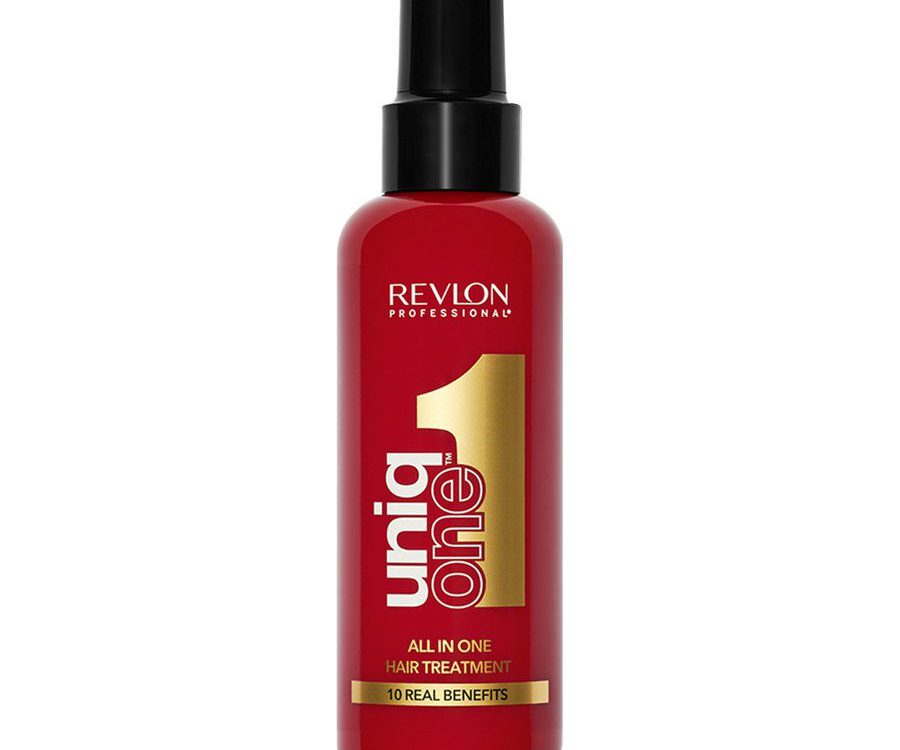 REVLON
PROFESSIONAL®
1
uniq
one™
ALL IN ONE
HAIR TREATMENT
10 REAL BENEFITS